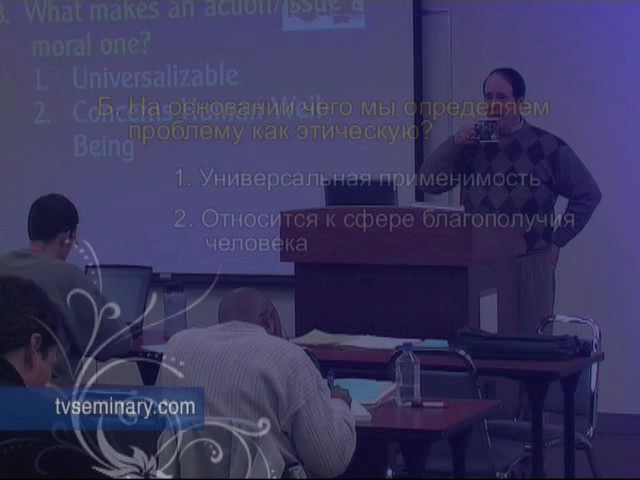 3. What makes an action/issue a
moral one?
1. Universalizable
2. Concerns Human Well-
Being
Б. На основании чего мы определяем
проблему как этическую?
1. Универсальная применимость
2. Относится к сфере благополучия
человека
tvseminary.com